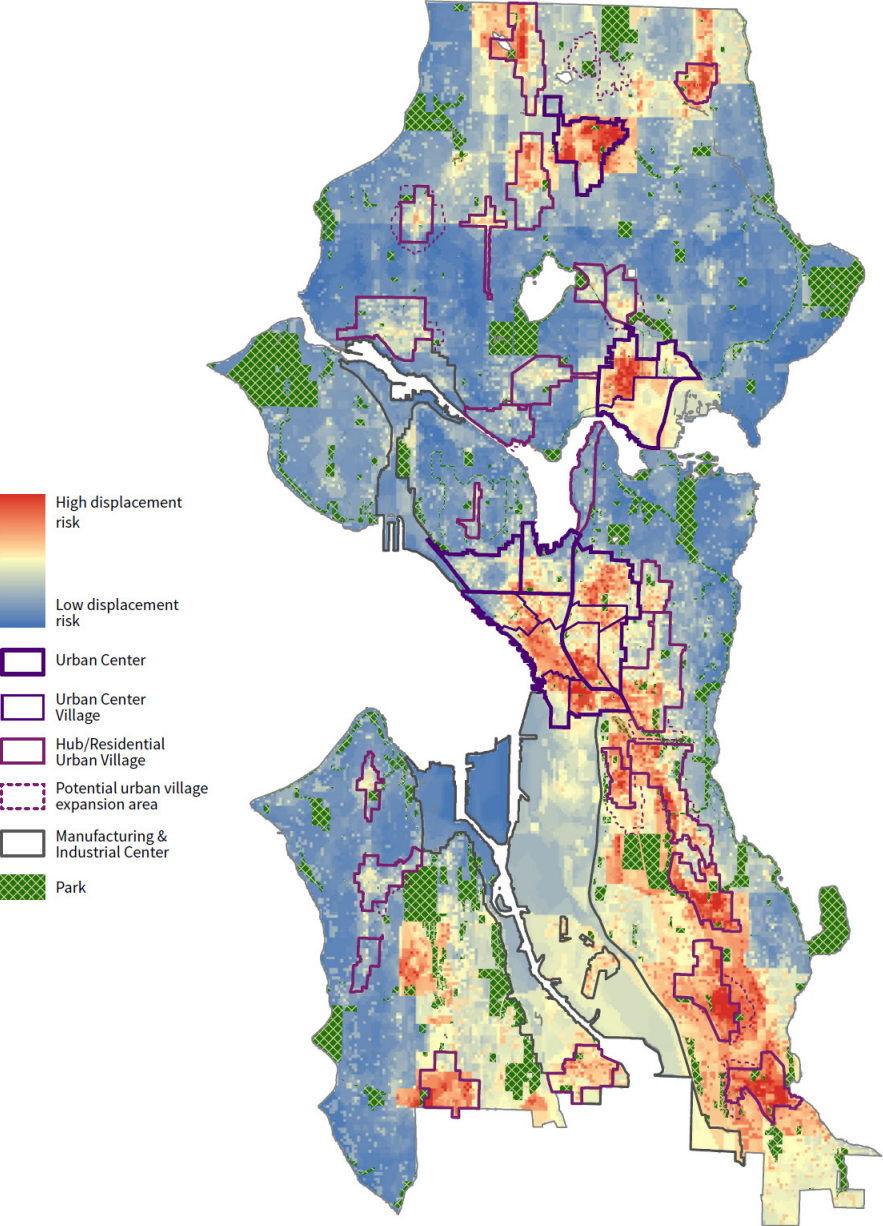 High displacement
risk
Low displacement
risk
Urban Center
Urban Center
Village
Hub/Residential
Urban Village
Potential urban village
expansion area
Manufacturing &
Industrial Center
Park